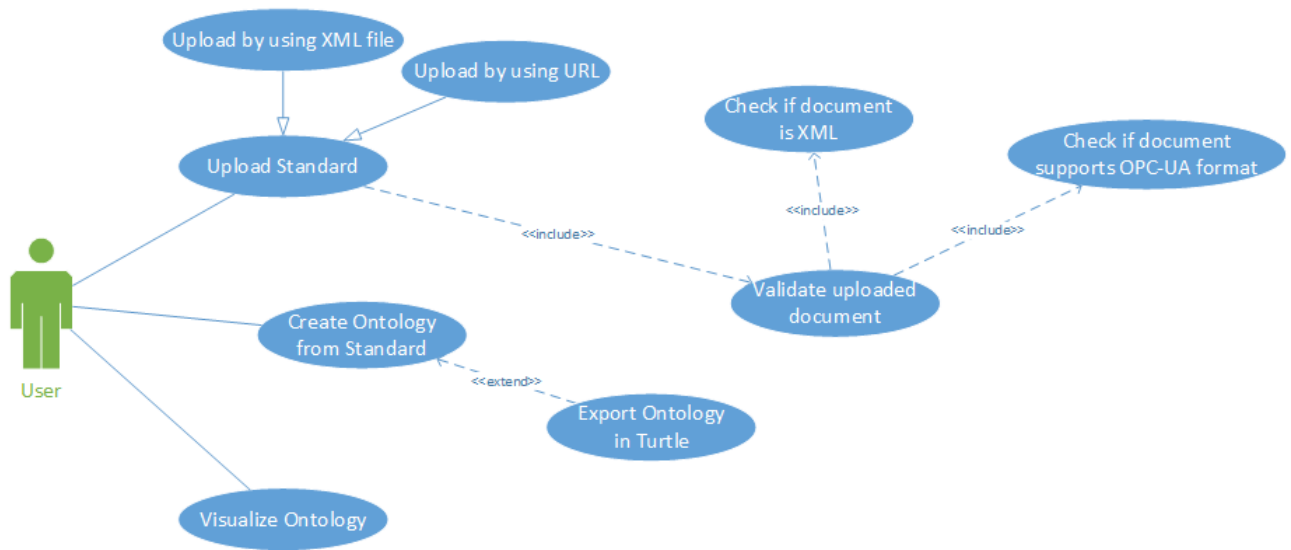 Upload by using XML file
Upload by using URL
Check if document
is XML
Check if document
supports OPC-UA format
Upload Standard
<<include>>
<<include>>
<<include>>
Validate uploaded
document
Create Ontology
from Standard
<<extend>>
User
Export Ontology
in Turtle
Visualize Ontology